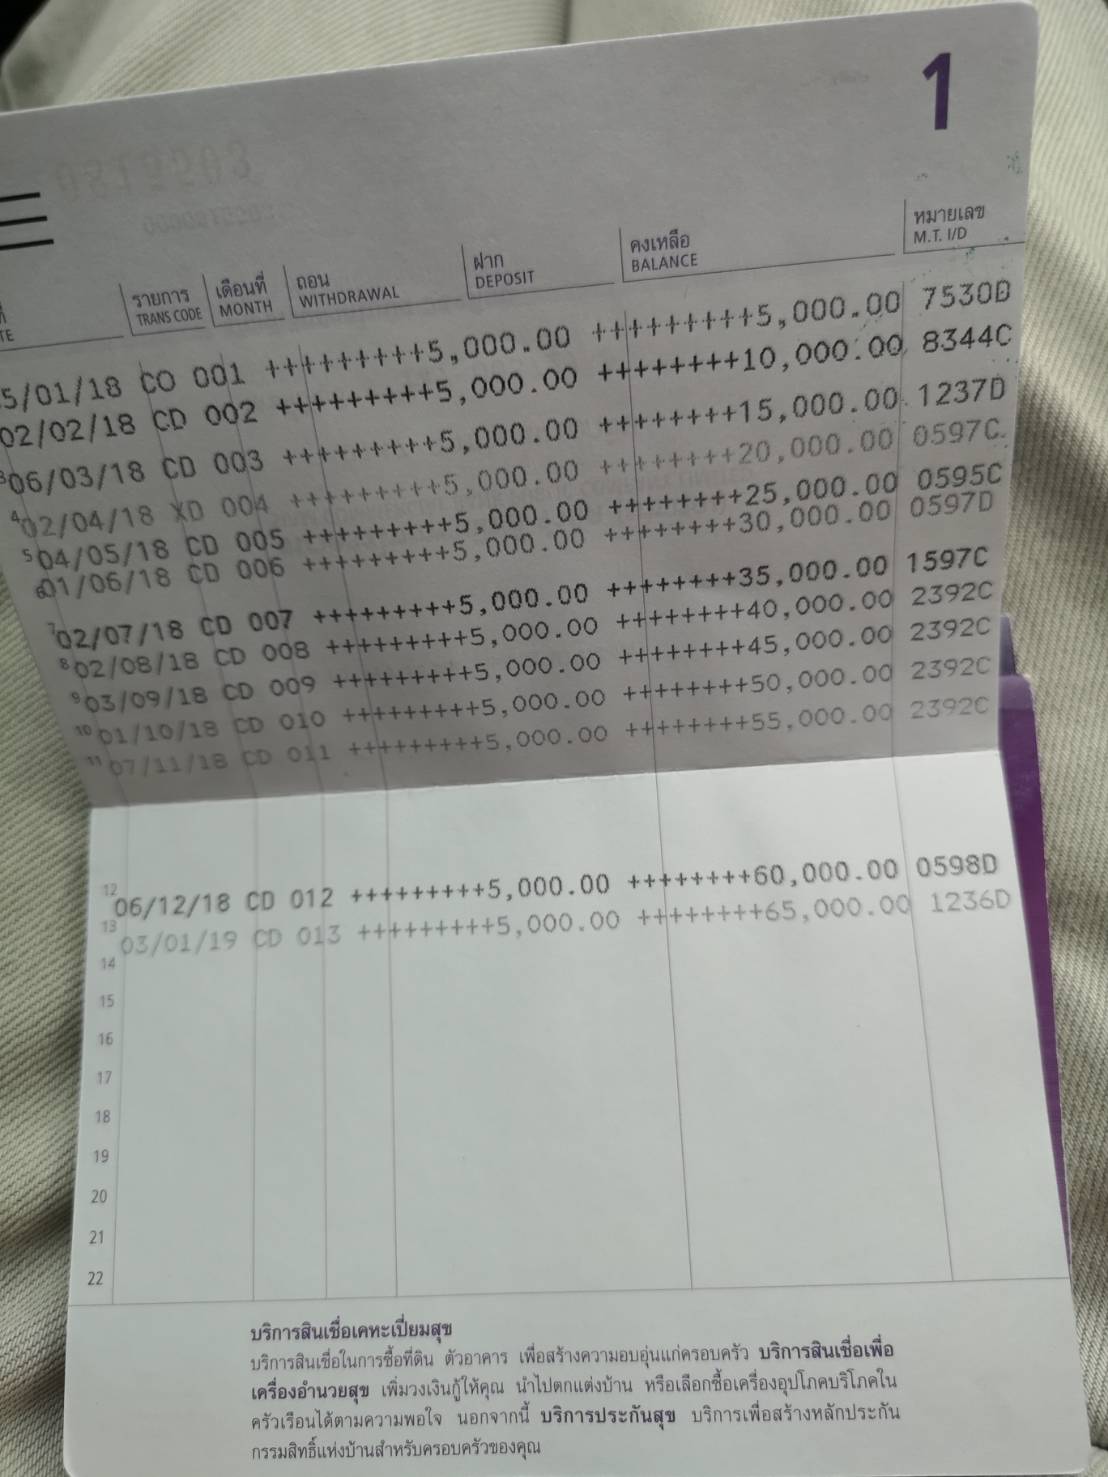 1
รายการ เดือนที่ ถอน ฝาก คงเหลือ หมายเลข
TE TRANS CODE MONTH WITHDRAWAL DEPOSIT BALANCE M.T. I/D
5/01/18 CO 001 +++++++++5,000.00 +++++++++5,000.00 7530B
02/02/18 CD 002 +++++++++5,000.00 ++++++++10,000.00 8344C
3 06/03/18 CD 003 +++++++++5,000.00 ++++++++15,000.00 1237D
4 02/04/18 XD 004 +++++++++5,000.00 ++++++++20,000.00 0597C
5 04/05/18 CD 005 +++++++++5,000.00 ++++++++25,000.00 0595C
6 01/06/18 CD 006 +++++++++5,000.00 ++++++++30,000.00 0597D
7 02/07/18 CD 007 +++++++++5,000.00 ++++++++35,000.00 1597C
8 02/08/18 CD 008 +++++++++5,000.00 ++++++++40,000.00 2392C
9 03/09/18 CD 009 +++++++++5,000.00 ++++++++45,000.00 2392C
10 01/10/18 CD 010 +++++++++5,000.00 ++++++++50,000.00 2392C
11 07/11/18 CD 011 +++++++++5,000.00 ++++++++55,000.00 2392C
12 06/12/18 CD 012 +++++++++5,000.00 ++++++++60,000.00 0598D
13 03/01/19 CD 013 +++++++++5,000.00 ++++++++65,000.00 1236D
14
15
16
17
18
19
20
21
22
บริการสินเชื่อเคหะเปี่ยมสุข
บริการสินเชื่อในการซื้อที่ดิน ตัวอาคาร เพื่อสร้างความอบอุ่นแก่ครอบครัว บริการสินเชื่อเพื่อ
เครื่องอำนวยสุข เพิ่มวงเงินกู้ให้คุณ นำไปตกแต่งบ้าน หรือเลือกซื้อเครื่องอุปโภคบริโภคใน
ครัวเรือนได้ตามความพอใจ นอกจากนี้ บริการประกันสุข บริการเพื่อสร้างหลักประกัน
กรรมสิทธิ์แห่งบ้านสำหรับครอบครัวของคุณ